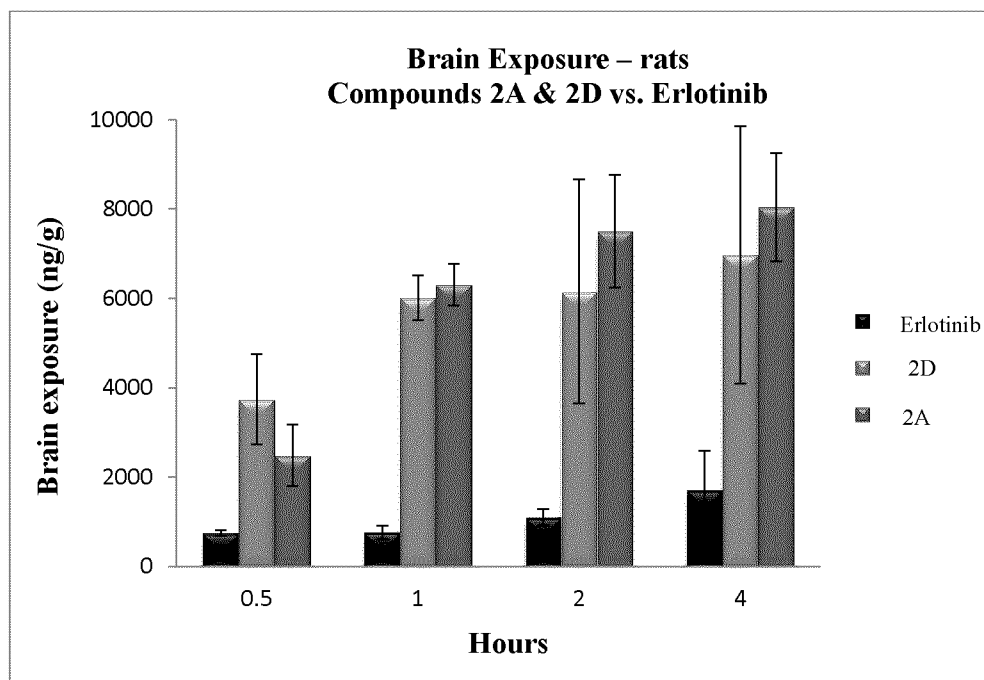 Brain Exposure – rats
Compounds 2A & 2D vs. Erlotinib
Brain exposure (ng/g)
10000
8000
6000
4000
2000
0
0.5 1 2 4
Hours
Erlotinib
2D
2A